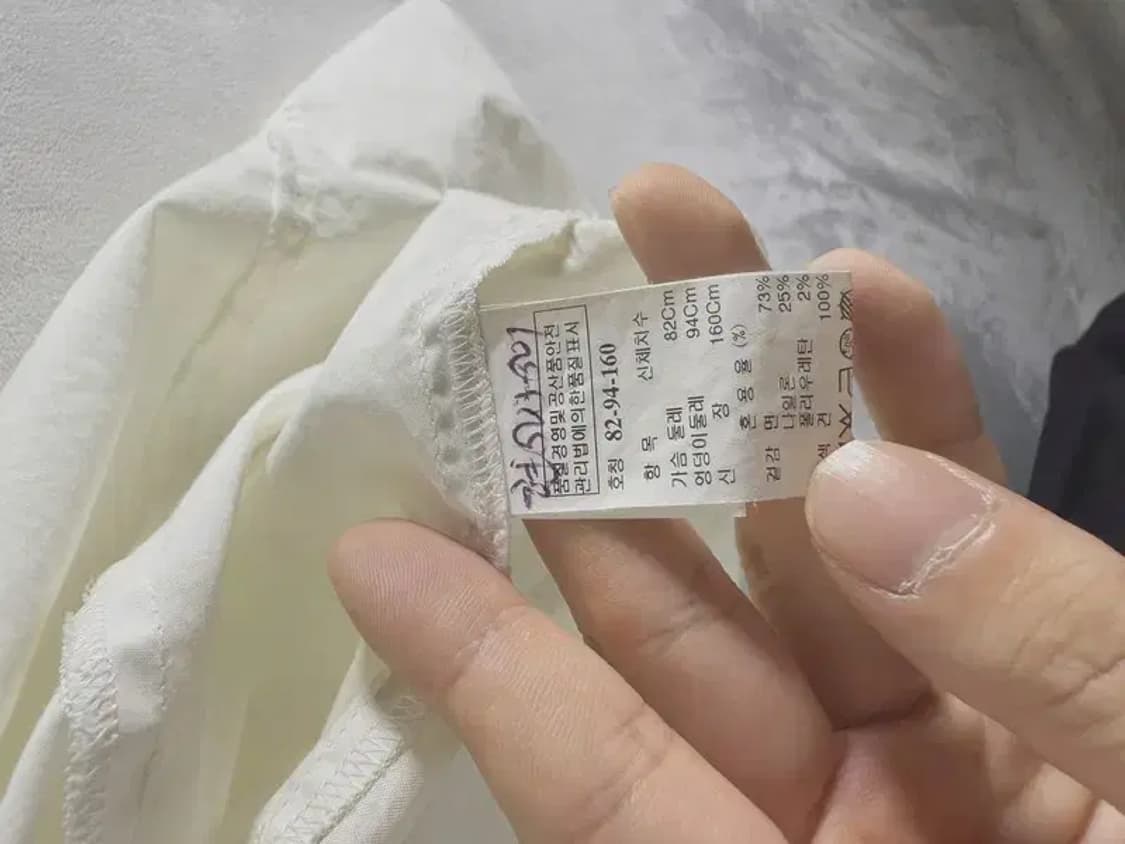 품질경영및공산품안전
관리법에의한품질표시
호칭 82-94-160
항 목 신체치수
가슴 둘레 82Cm
엉덩이둘레 94Cm
신 장 160Cm
혼 용 율 (%)
겉감 면 73%
나일론 25%
폴리우레탄 2%
100%